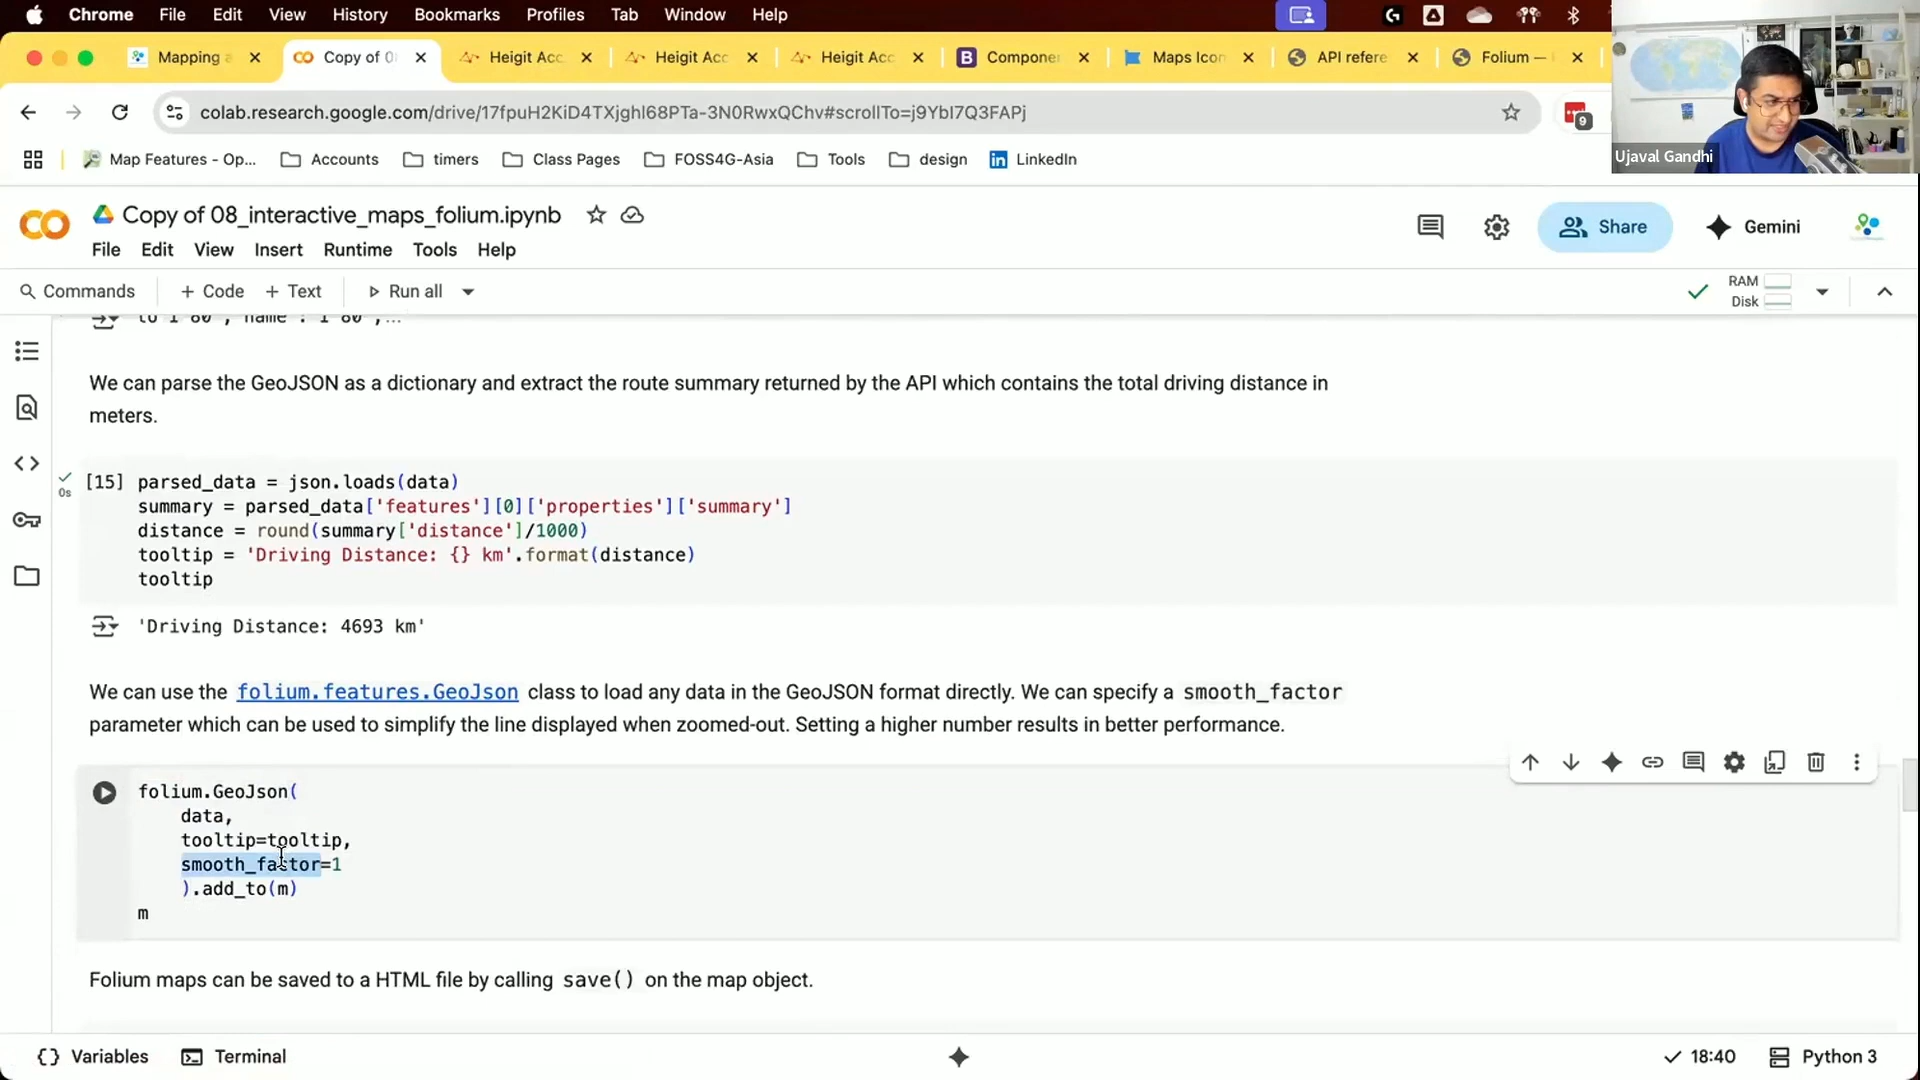 Chrome File Edit View History Bookmarks Profiles Tab Window Help
Mapping a
Copy of 0
Heigit Acc
Heigit Acc
Heigit Acc
Componen
Maps Icon
API refere
Folium —
colab.research.google.com/drive/17fpuH2KiD4TXjghl68PTa-3N0RwxQChv#scrollTo=j9YbI7Q3FAPj
9
Map Features - Op... Accounts timers Class Pages FOSS4G-Asia Tools design LinkedIn
Ujaval Gandhi
Copy of 08_interactive_maps_folium.ipynb
File Edit View Insert Runtime Tools Help
Share
Gemini
Commands + Code + Text Run all
RAM
Disk
to I 80 , name : I 80 ,...
We can parse the GeoJSON as a dictionary and extract the route summary returned by the API which contains the total driving distance in
meters.
[15] parsed_data = json.loads(data)
0s
summary = parsed_data['features'][0]['properties']['summary']
distance = round(summary['distance']/1000)
tooltip = 'Driving Distance: {} km'.format(distance)
tooltip
'Driving Distance: 4693 km'
We can use the folium.features.GeoJson class to load any data in the GeoJSON format directly. We can specify a smooth_factor
parameter which can be used to simplify the line displayed when zoomed-out. Setting a higher number results in better performance.
folium.GeoJson(
data,
tooltip=tooltip,
smooth_factor=1
).add_to(m)
m
Folium maps can be saved to a HTML file by calling save() on the map object.
Variables Terminal
18:40 Python 3